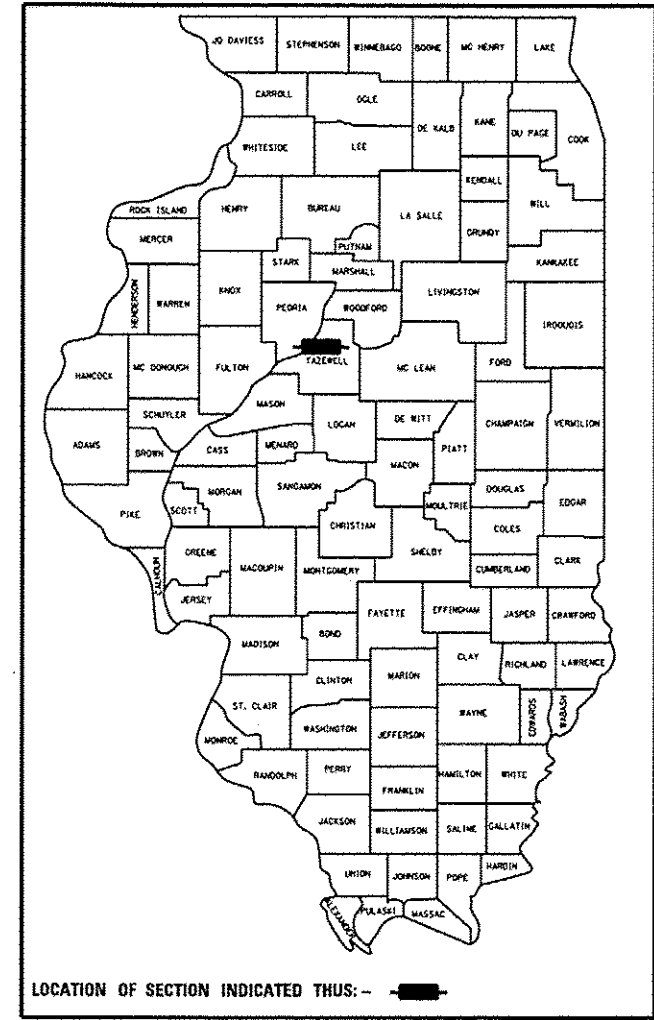 JO DAVIESS STEPHENSON WINNEBAGO BOONE MC HENRY LAKE
CARROLL OGLE DE KALB KANE DU PAGE COOK
WHITESIDE LEE KENDALL WILL
ROCK ISLAND HENRY BUREAU LA SALLE GRUNDY
MERCER STARK PUTNAM MARSHALL KANKAKEE
HENDERSON WARREN KNOX PEORIA WOODFORD LIVINGSTON IROQUOIS
HANCOCK MC DONOUGH FULTON TAZEWELL MC LEAN FORD
SCHUYLER MASON LOGAN DE WITT CHAMPAIGN VERMILION
ADAMS BROWN CASS MENARD MACON PIATT
PIKE SCOTT MORGAN SANGAMON CHRISTIAN MOULTRIE DOUGLAS EDGAR
COLES
CALHOUN GREENE MACOUPIN MONTGOMERY SHELBY CUMBERLAND CLARK
JERSEY FAYETTE EFFINGHAM JASPER CRAWFORD
MADISON BOND CLAY RICHLAND LAWRENCE
CLINTON MARION
ST. CLAIR WASHINGTON JEFFERSON WAYNE EDWARDS WABASH
MONROE
RANDOLPH PERRY FRANKLIN HAMILTON WHITE
JACKSON WILLIAMSON SALINE GALLATIN
UNION JOHNSON POPE HARDIN
ALEXANDER PULASKI MASSAC
LOCATION OF SECTION INDICATED THUS: -